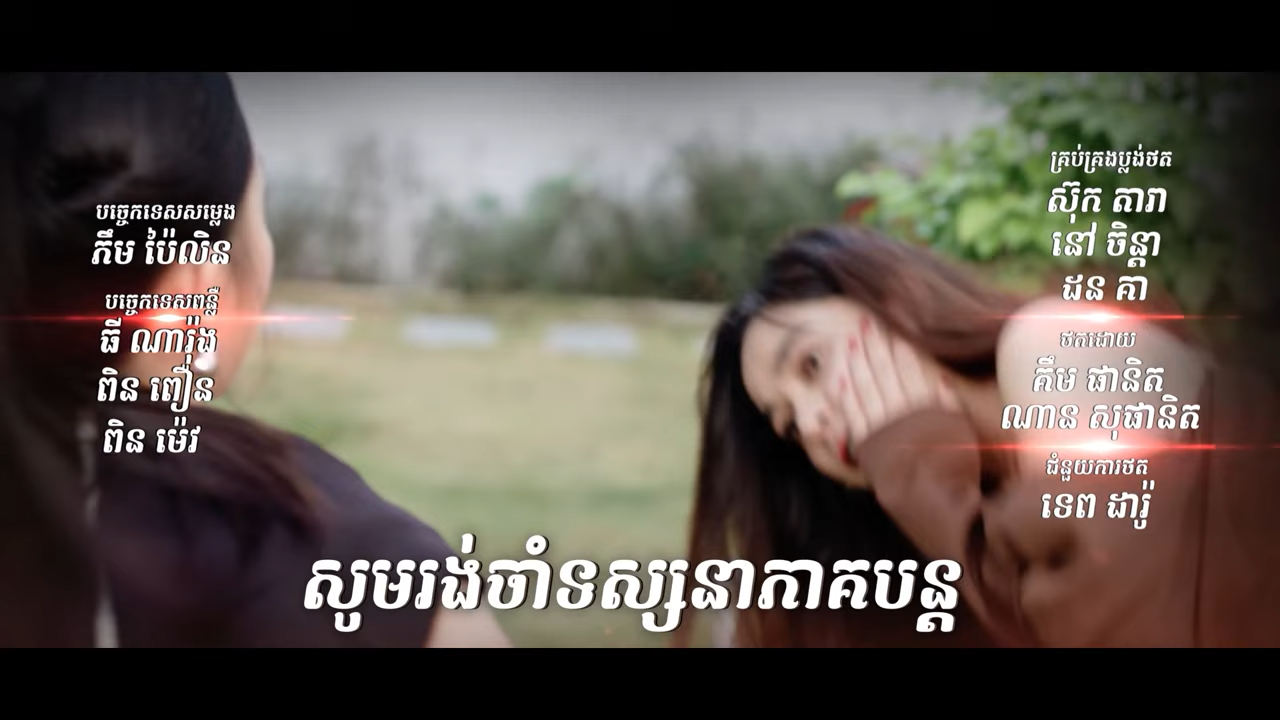 បច្ចេកទេសសម្លេង
ភឹម ប៉ៃលិន
បច្ចេកទេសពន្លឺ
ធី ណារ៉ុង
ពិន ពឿន
ពិន ម៉េវ
គ្រប់គ្រងប្លង់ថត
ស៊ុក តារា
នៅ ចិន្តា
ដន គា
ថតដោយ
គឹម ផានិត
ណាន សុផានិត
ជំនួយការថត
ទេព ដារ៉ូ
សូមរង់ចាំទស្សនាភាគបន្ត